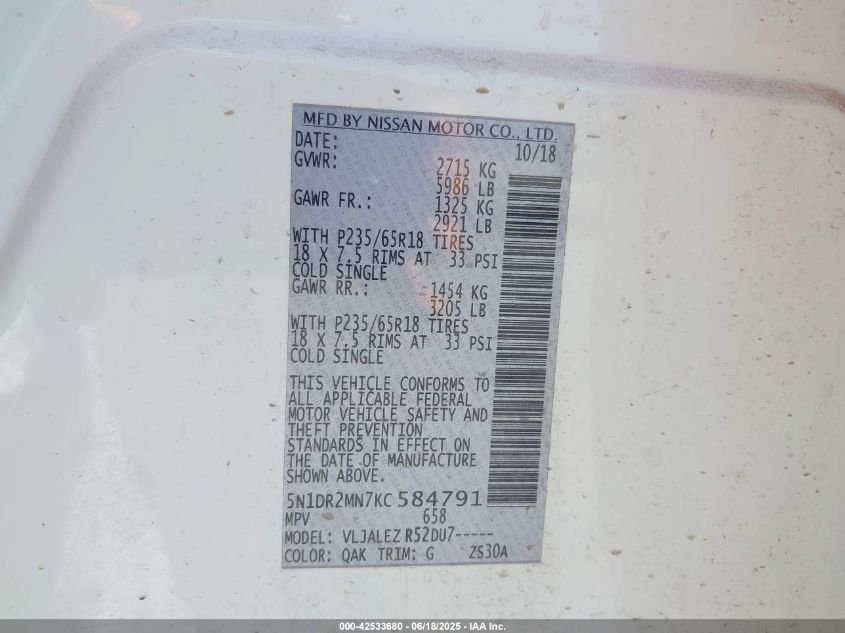 MFD BY NISSAN MOTOR CO., LTD.
DATE: 10/18
GVWR: 2715 KG
5986 LB
GAWR FR.: 1325 KG
2921 LB
WITH P235/65R18 TIRES
18 X 7.5 RIMS AT 33 PSI
COLD SINGLE
GAWR RR.: 1454 KG
3205 LB
WITH P235/65R18 TIRES
18 X 7.5 RIMS AT 33 PSI
COLD SINGLE
THIS VEHICLE CONFORMS TO
ALL APPLICABLE FEDERAL
MOTOR VEHICLE SAFETY AND
THEFT PREVENTION
STANDARDS IN EFFECT ON
THE DATE OF MANUFACTURE
SHOWN ABOVE.
5N1DR2MN7KC584791
MPV 658
MODEL: VLJALEZ R52DU7-----
COLOR: QAK TRIM: G ZS30A
000-42533680 - 06/18/2025 - IAA Inc.